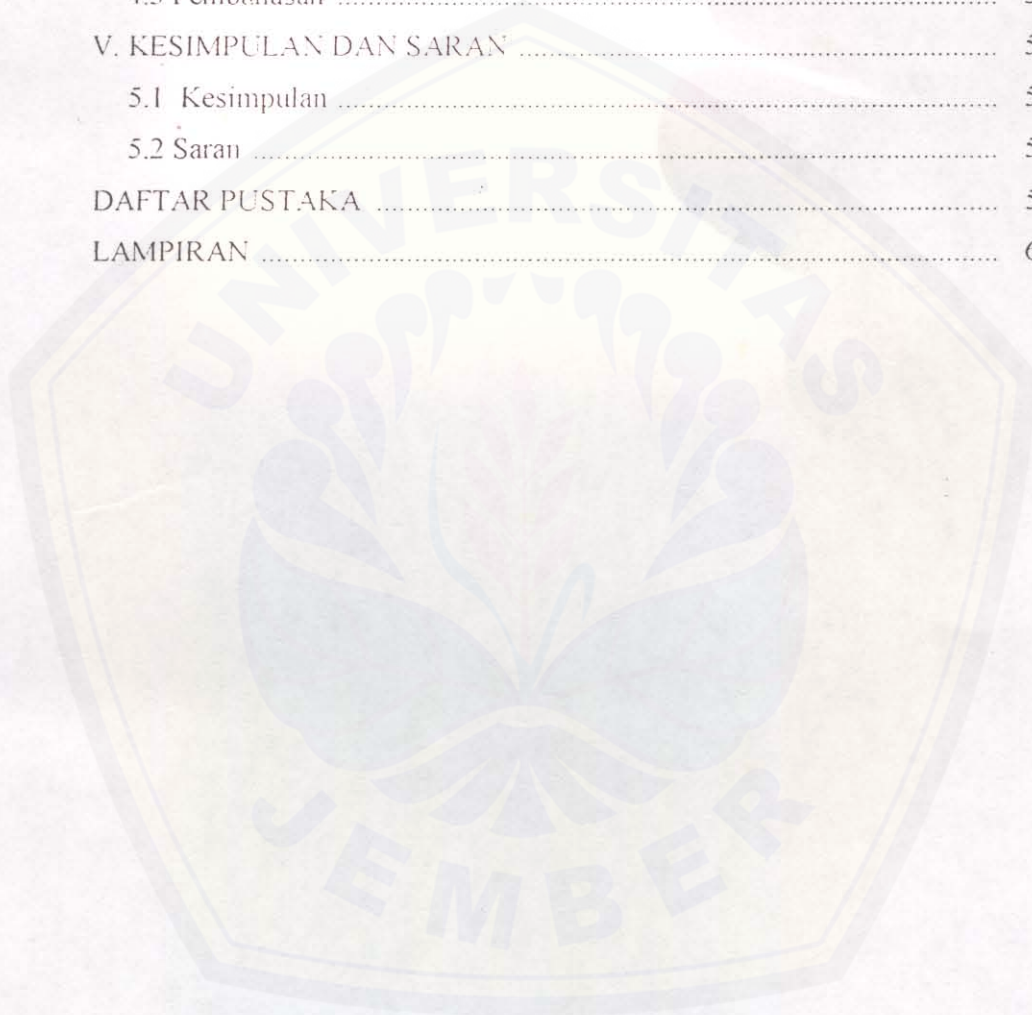 V. KESIMPULAN DAN SARAN ........................................................................
5.1 Kesimpulan ........................................................................
5.2 Saran ........................................................................
DAFTAR PUSTAKA ........................................................................
LAMPIRAN ........................................................................
UNIVERSITAS
JEMBER